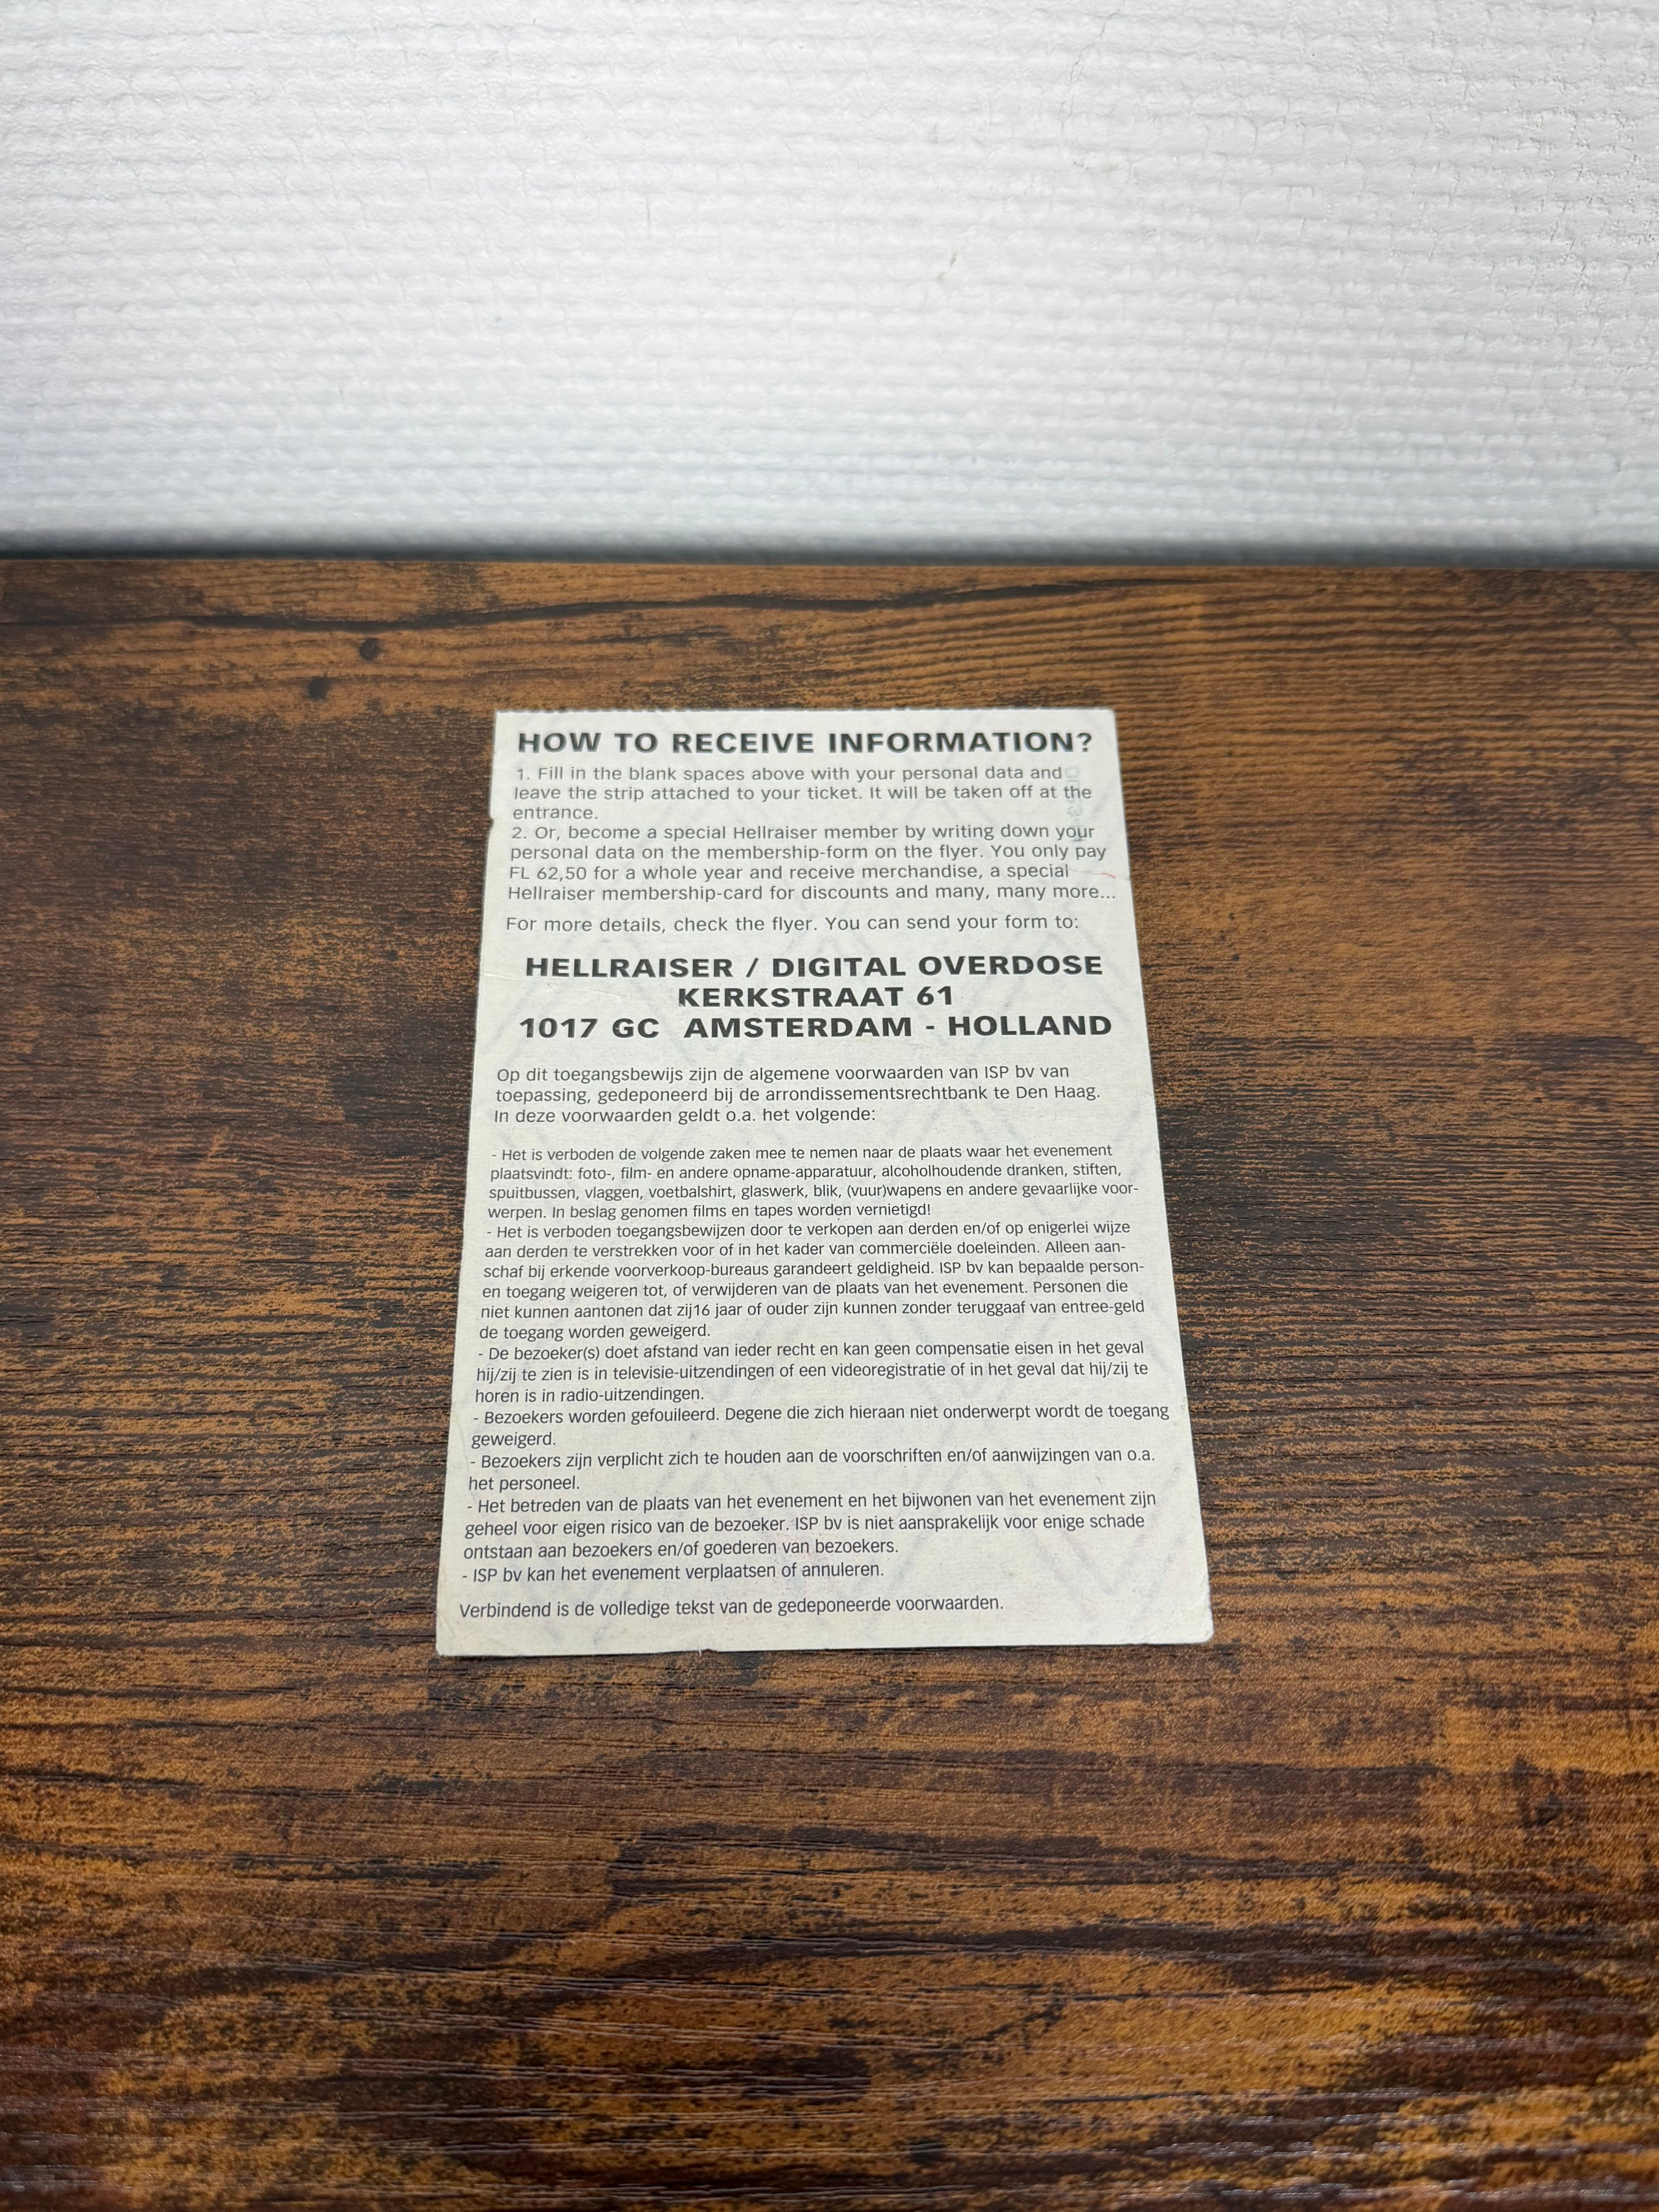 HOW TO RECEIVE INFORMATION?
1. Fill in the blank spaces above with your personal data and
leave the strip attached to your ticket. It will be taken off at the
entrance.
2. Or, become a special Hellraiser member by writing down your
personal data on the membership-form on the flyer. You only pay
FL 62,50 for a whole year and receive merchandise, a special
Hellraiser membership-card for discounts and many, many more...
For more details, check the flyer. You can send your form to:
HELLRAISER / DIGITAL OVERDOSE
KERKSTRAAT 61
1017 GC AMSTERDAM - HOLLAND
Op dit toegangsbewijs zijn de algemene voorwaarden van ISP bv van
toepassing, gedeponeerd bij de arrondissementsrechtbank te Den Haag.
In deze voorwaarden geldt o.a. het volgende:
- Het is verboden de volgende zaken mee te nemen naar de plaats waar het evenement
plaatsvindt: foto-, film- en andere opname-apparatuur, alcoholhoudende dranken, stiften,
spuitbussen, vlaggen, voetbalshirt, glaswerk, blik, (vuur)wapens en andere gevaarlijke voor-
werpen. In beslag genomen films en tapes worden vernietigd!
- Het is verboden toegangsbewijzen door te verkopen aan derden en/of op enigerlei wijze
aan derden te verstrekken voor of in het kader van commerciële doeleinden. Alleen aan-
schaf bij erkende voorverkoop-bureaus garandeert geldigheid. ISP bv kan bepaalde person-
en toegang weigeren tot, of verwijderen van de plaats van het evenement. Personen die
niet kunnen aantonen dat zij16 jaar of ouder zijn kunnen zonder teruggaaf van entree-geld
de toegang worden geweigerd.
- De bezoeker(s) doet afstand van ieder recht en kan geen compensatie eisen in het geval
hij/zij te zien is in televisie-uitzendingen of een videoregistratie of in het geval dat hij/zij te
horen is in radio-uitzendingen.
- Bezoekers worden gefouileerd. Degene die zich hieraan niet onderwerpt wordt de toegang
geweigerd.
- Bezoekers zijn verplicht zich te houden aan de voorschriften en/of aanwijzingen van o.a.
het personeel.
- Het betreden van de plaats van het evenement en het bijwonen van het evenement zijn
geheel voor eigen risico van de bezoeker. ISP bv is niet aansprakelijk voor enige schade
ontstaan aan bezoekers en/of goederen van bezoekers.
- ISP bv kan het evenement verplaatsen of annuleren.
Verbindend is de volledige tekst van de gedeponeerde voorwaarden.